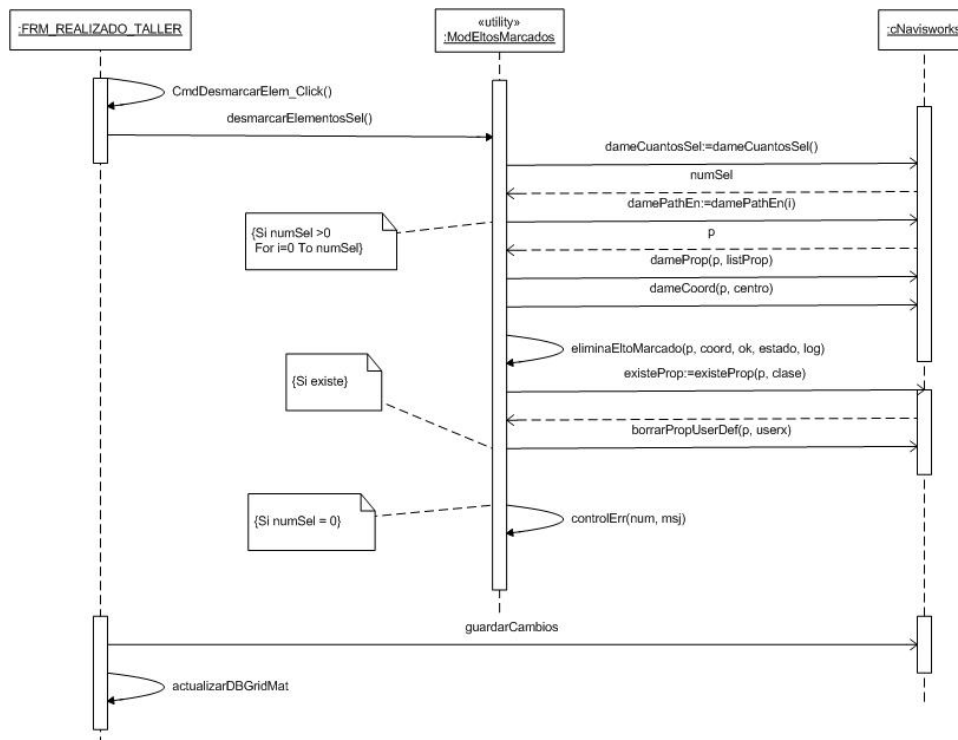 :FRM_REALIZADO_TALLER
«utility»
:ModEltosMarcados
:cNavisworks
CmdDesmarcarElem_Click()
desmarcarElementosSel()
dameCuantosSel:=dameCuantosSel()
numSel
damePathEn:=damePathEn(i)
{Si numSel >0
For i=0 To numSel}
p
dameProp(p, listProp)
dameCoord(p, centro)
eliminaEltoMarcado(p, coord, ok, estado, log)
{Si existe}
existeProp:=existeProp(p, clase)
borrarPropUserDef(p, userx)
{Si numSel = 0}
controlErr(num, msj)
guardarCambios
actualizarDBGridMat